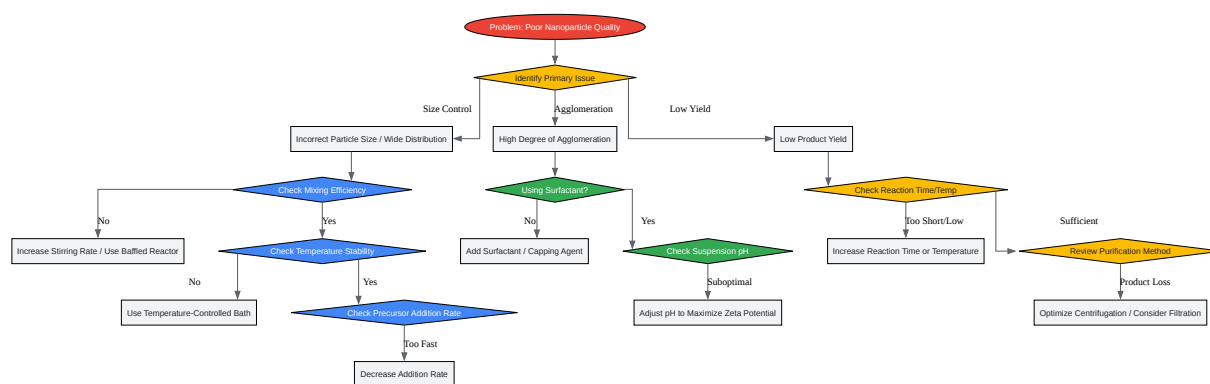 Problem: Poor Nanoparticle Quality
Identify Primary Issue
Size Control
Agglomeration
Low Yield
Incorrect Particle Size / Wide Distribution
High Degree of Agglomeration
Low Product Yield
Check Mixing Efficiency
Using Surfactant?
Check Reaction Time/Temp
No
Yes
No
Yes
Too Short/Low
Sufficient
Increase Stirring Rate / Use Baffled Reactor
Check Temperature Stability
Add Surfactant / Capping Agent
Check Suspension pH
Increase Reaction Time or Temperature
Review Purification Method
No
Yes
Suboptimal
Product Loss
Use Temperature-Controlled Bath
Check Precursor Addition Rate
Adjust pH to Maximize Zeta Potential
Optimize Centrifugation / Consider Filtration
Too Fast
Decrease Addition Rate